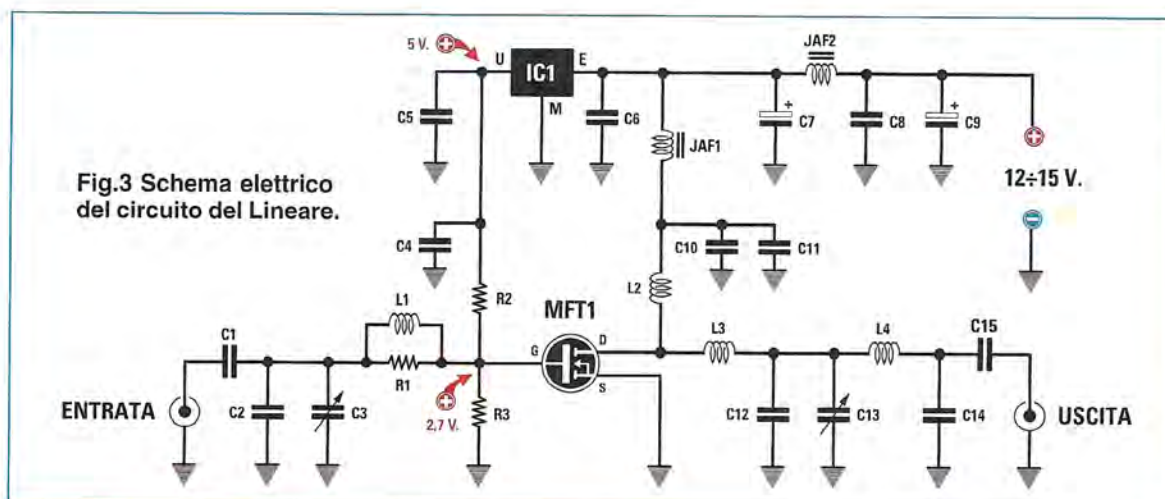 JAF2
5 V.
U
IC1
E
M
C5
C6
C7
+
C8
C9
+
JAF1
12÷15 V.
Fig.3 Schema elettrico
del circuito del Lineare.
C4
C10
C11
R2
L2
L1
MFT1
C1
R1
G
D
S
L3
L4
C15
ENTRATA
C2
C3
2,7 V.
R3
C12
C13
C14
USCITA